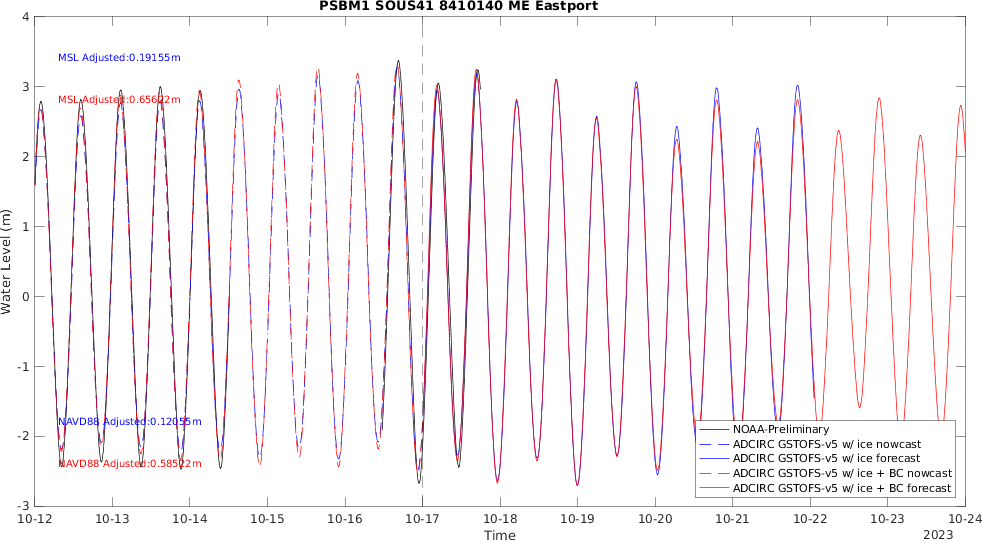 PSBM1 SOUS41 8410140 ME Eastport
4
3
2
1
0
-1
-2
-3
Water Level (m)
MSL Adjusted:0.19155m
MSL Adjusted:0.65622m
NAVD88 Adjusted:0.12055m
NAVD88 Adjusted:0.58522m
NOAA-Preliminary
ADCIRC GSTOFS-v5 w/ ice nowcast
ADCIRC GSTOFS-v5 w/ ice forecast
ADCIRC GSTOFS-v5 w/ ice + BC nowcast
ADCIRC GSTOFS-v5 w/ ice + BC forecast
10-12 10-13 10-14 10-15 10-16 10-17 10-18 10-19 10-20 10-21 10-22 10-23 10-24
Time
2023